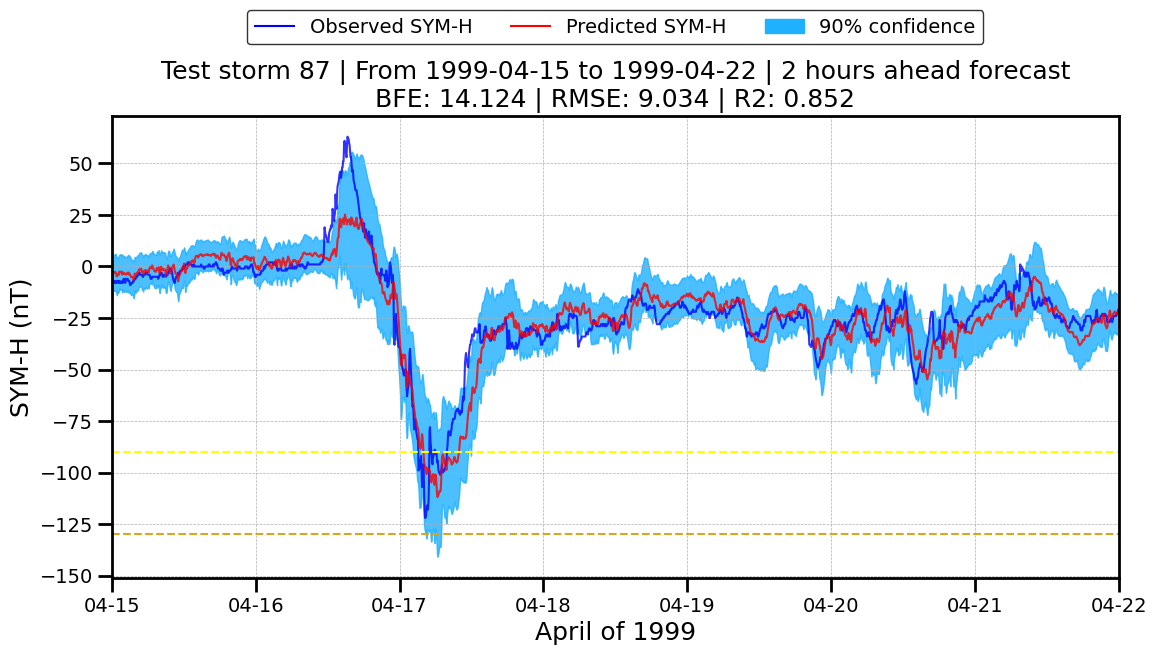 Observed SYM-H Predicted SYM-H 90% confidence
Test storm 87 | From 1999-04-15 to 1999-04-22 | 2 hours ahead forecast
BFE: 14.124 | RMSE: 9.034 | R2: 0.852
SYM-H (nT)
50
25
0
−25
−50
−75
−100
−125
−150
04-15 04-16 04-17 04-18 04-19 04-20 04-21 04-22
April of 1999